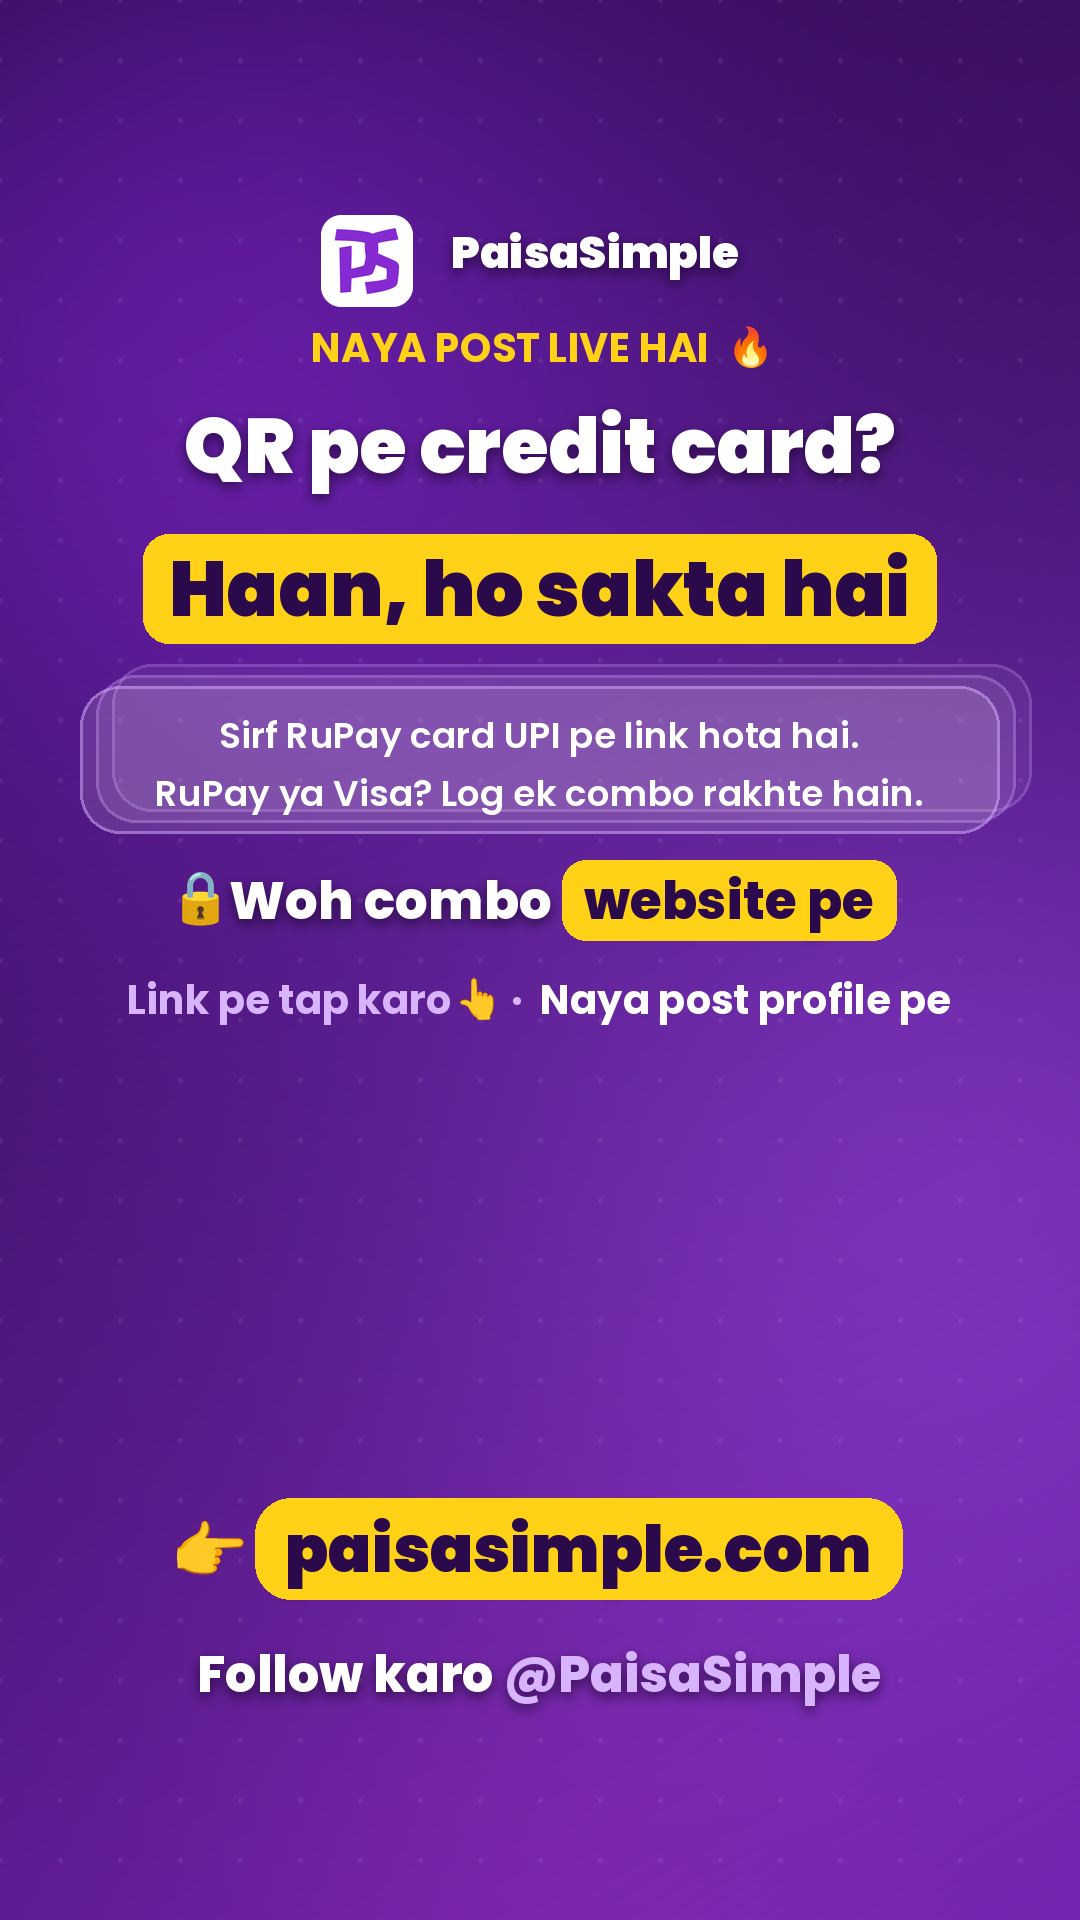 PS PaisaSimple
NAYA POST LIVE HAI 🔥
QR pe credit card?
Haan, ho sakta hai
Sirf RuPay card UPI pe link hota hai.
RuPay ya Visa? Log ek combo rakhte hain.
🔒 Woh combo website pe
Link pe tap karo 👆 · Naya post profile pe
👉 paisasimple.com
Follow karo @PaisaSimple